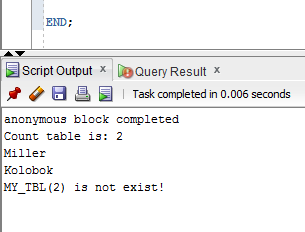 END;
Script Output x
Query Result x
Task completed in 0.006 seconds
anonymous block completed
Count table is: 2
Miller
Kolobok
MY_TBL(2) is not exist!